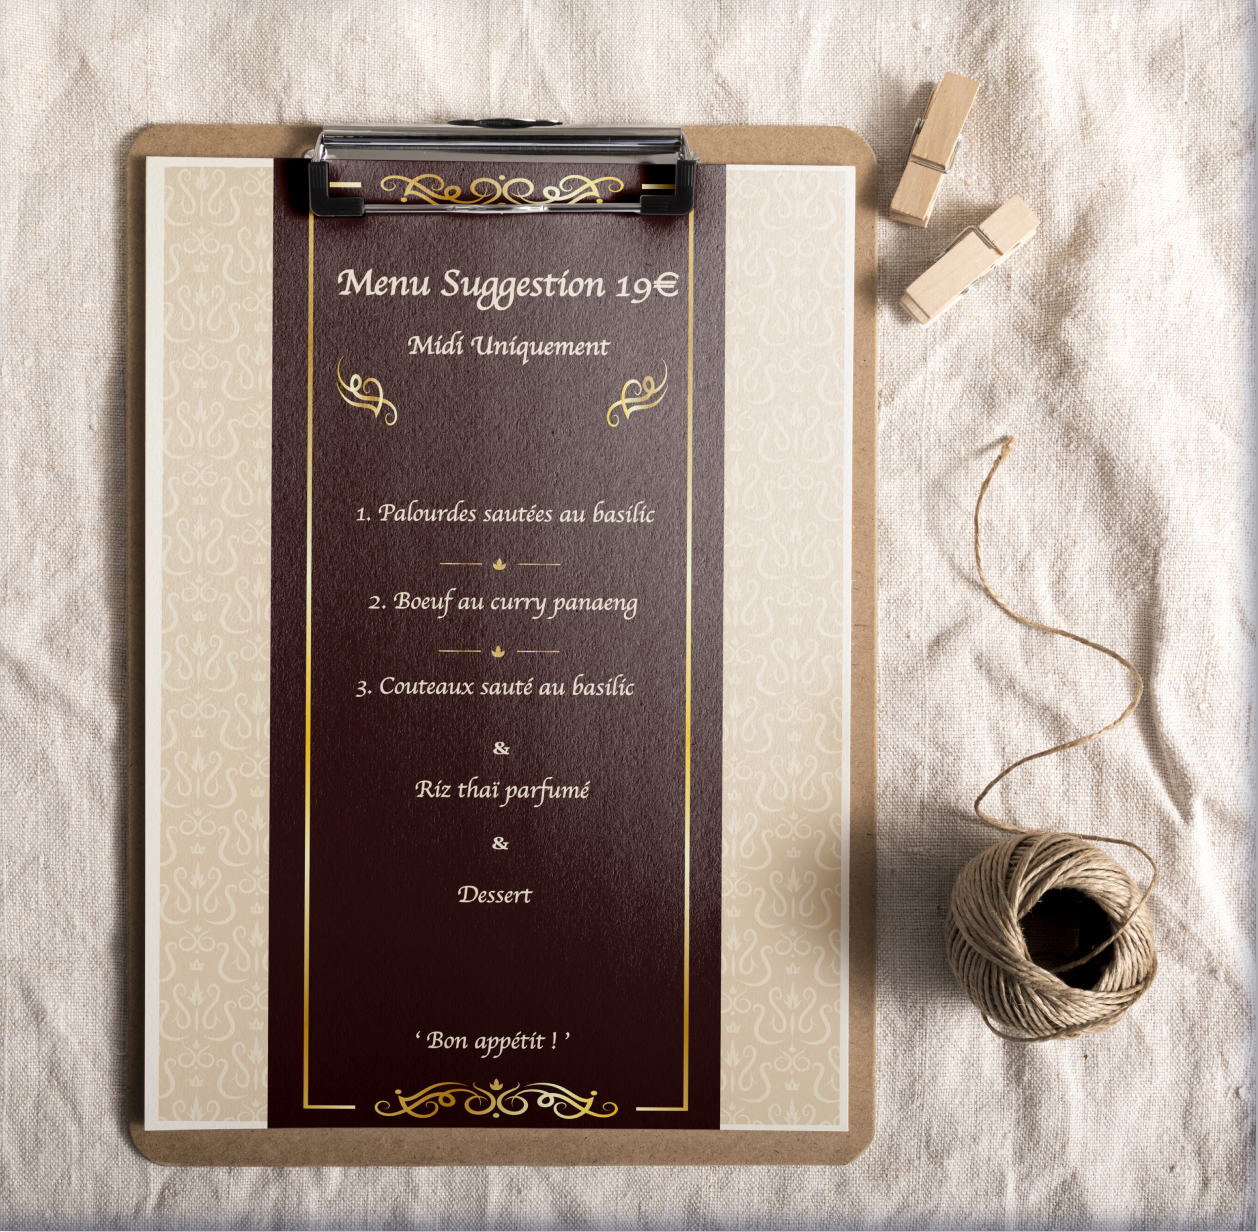 Menu Suggestion 19€
Midi Uniquement
1. Palourdes sautées au basilic
2. Boeuf au curry panaeng
3. Couteaux sauté au basilic
&
Riz thaï parfumé
&
Dessert
‘ Bon appétit ! ’